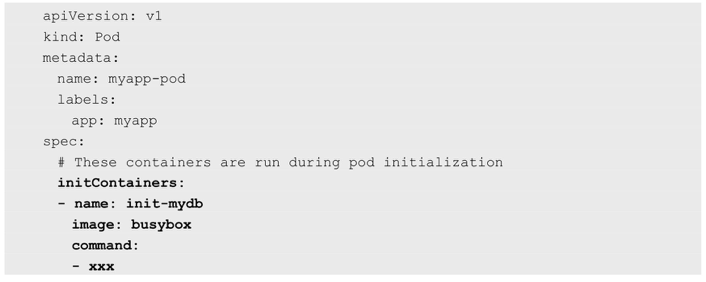 apiVersion: v1
kind: Pod
metadata:
  name: myapp-pod
  labels:
    app: myapp
spec:
  # These containers are run during pod initialization
  initContainers:
  - name: init-mydb
    image: busybox
    command:
    - xxx